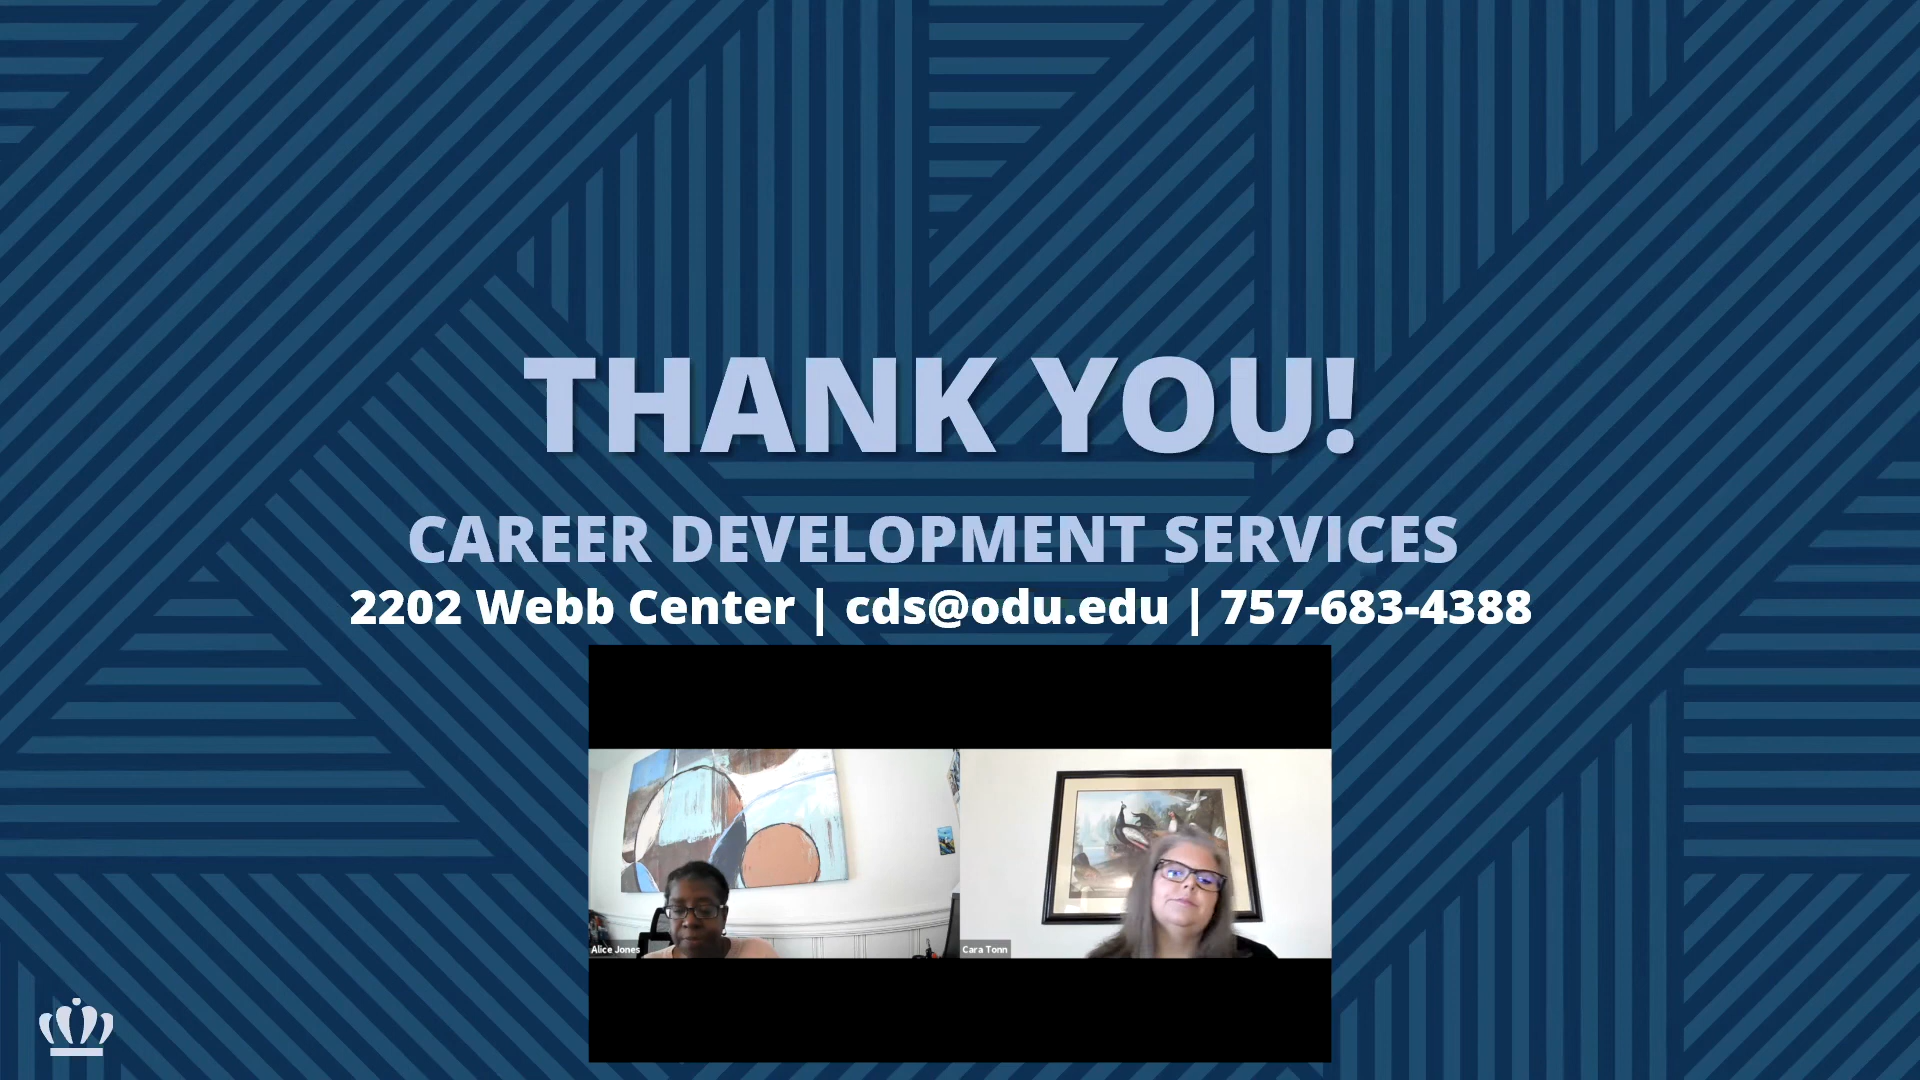 THANK YOU!
CAREER DEVELOPMENT SERVICES
2202 Webb Center | cds@odu.edu | 757-683-4388
Alice Jones
Cara Tonn